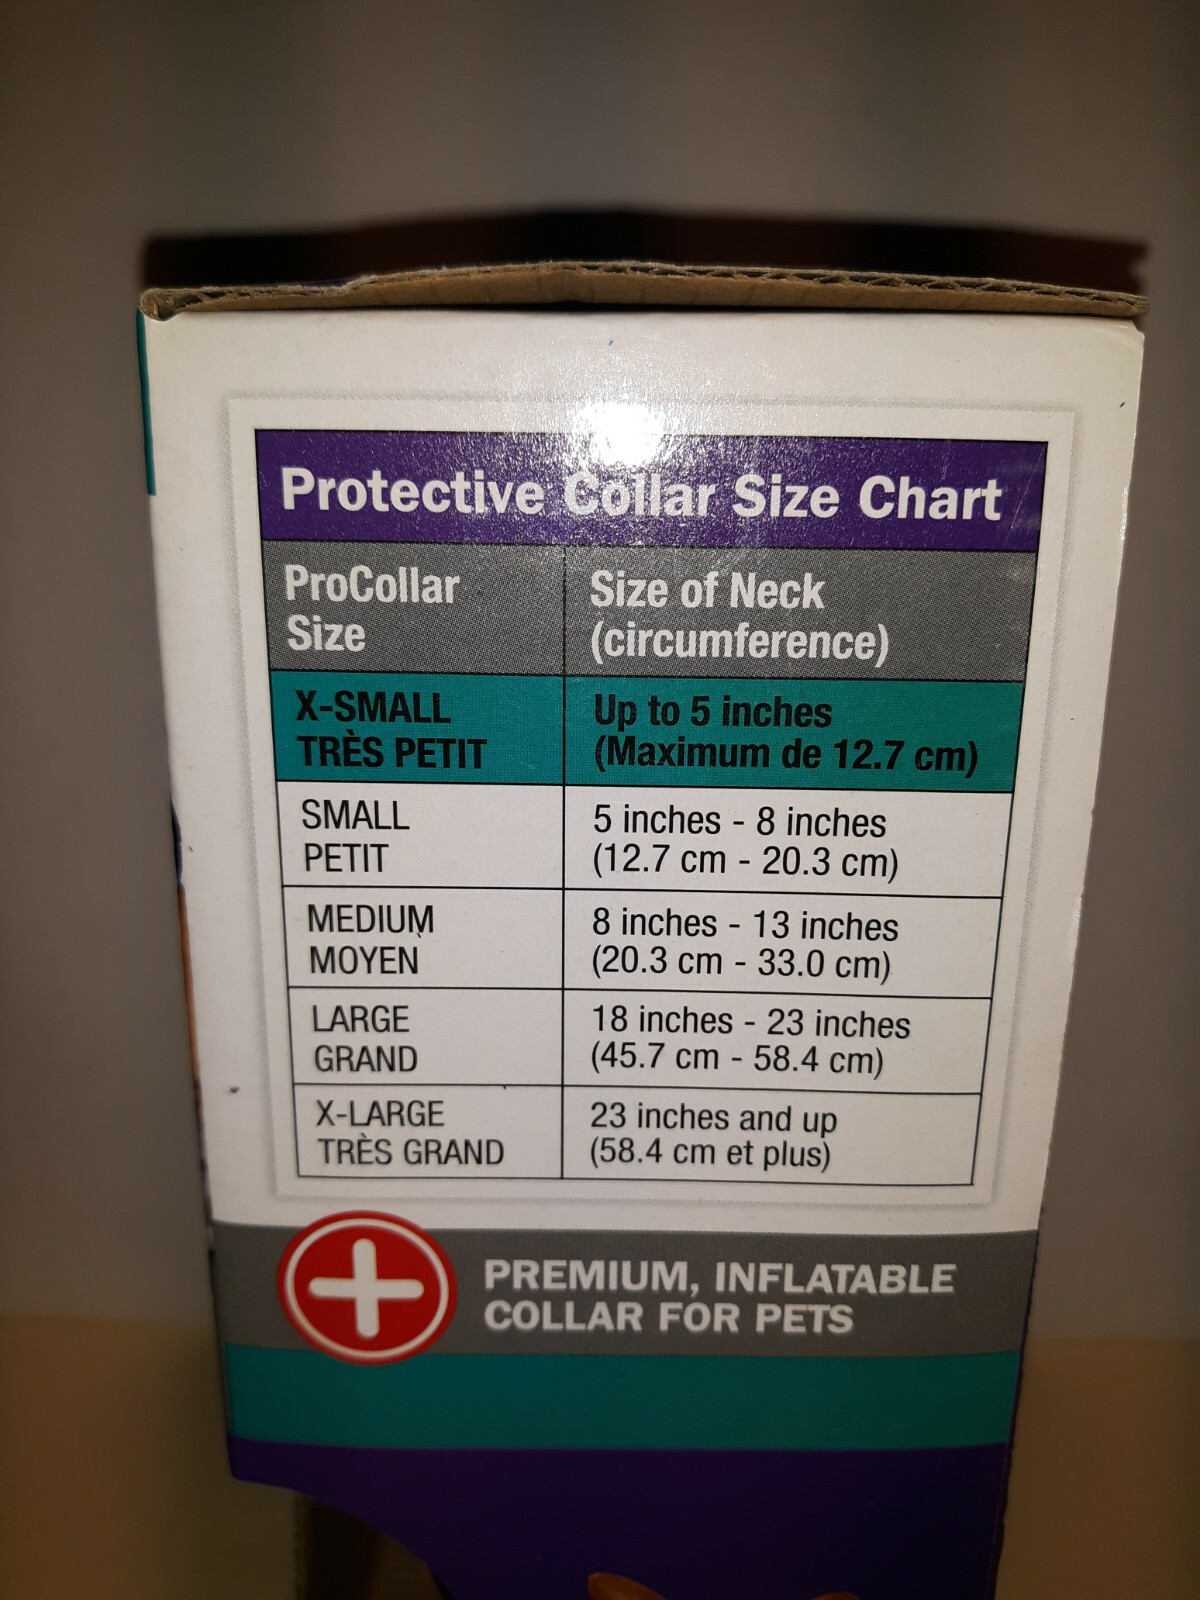 Protective Collar Size Chart
ProCollar
Size
Size of Neck
(circumference)
X-SMALL
TRÈS PETIT
Up to 5 inches
(Maximum de 12.7 cm)
SMALL
PETIT
5 inches - 8 inches
(12.7 cm - 20.3 cm)
MEDIUM
MOYEN
8 inches - 13 inches
(20.3 cm - 33.0 cm)
LARGE
GRAND
18 inches - 23 inches
(45.7 cm - 58.4 cm)
X-LARGE
TRÈS GRAND
23 inches and up
(58.4 cm et plus)
PREMIUM, INFLATABLE
COLLAR FOR PETS